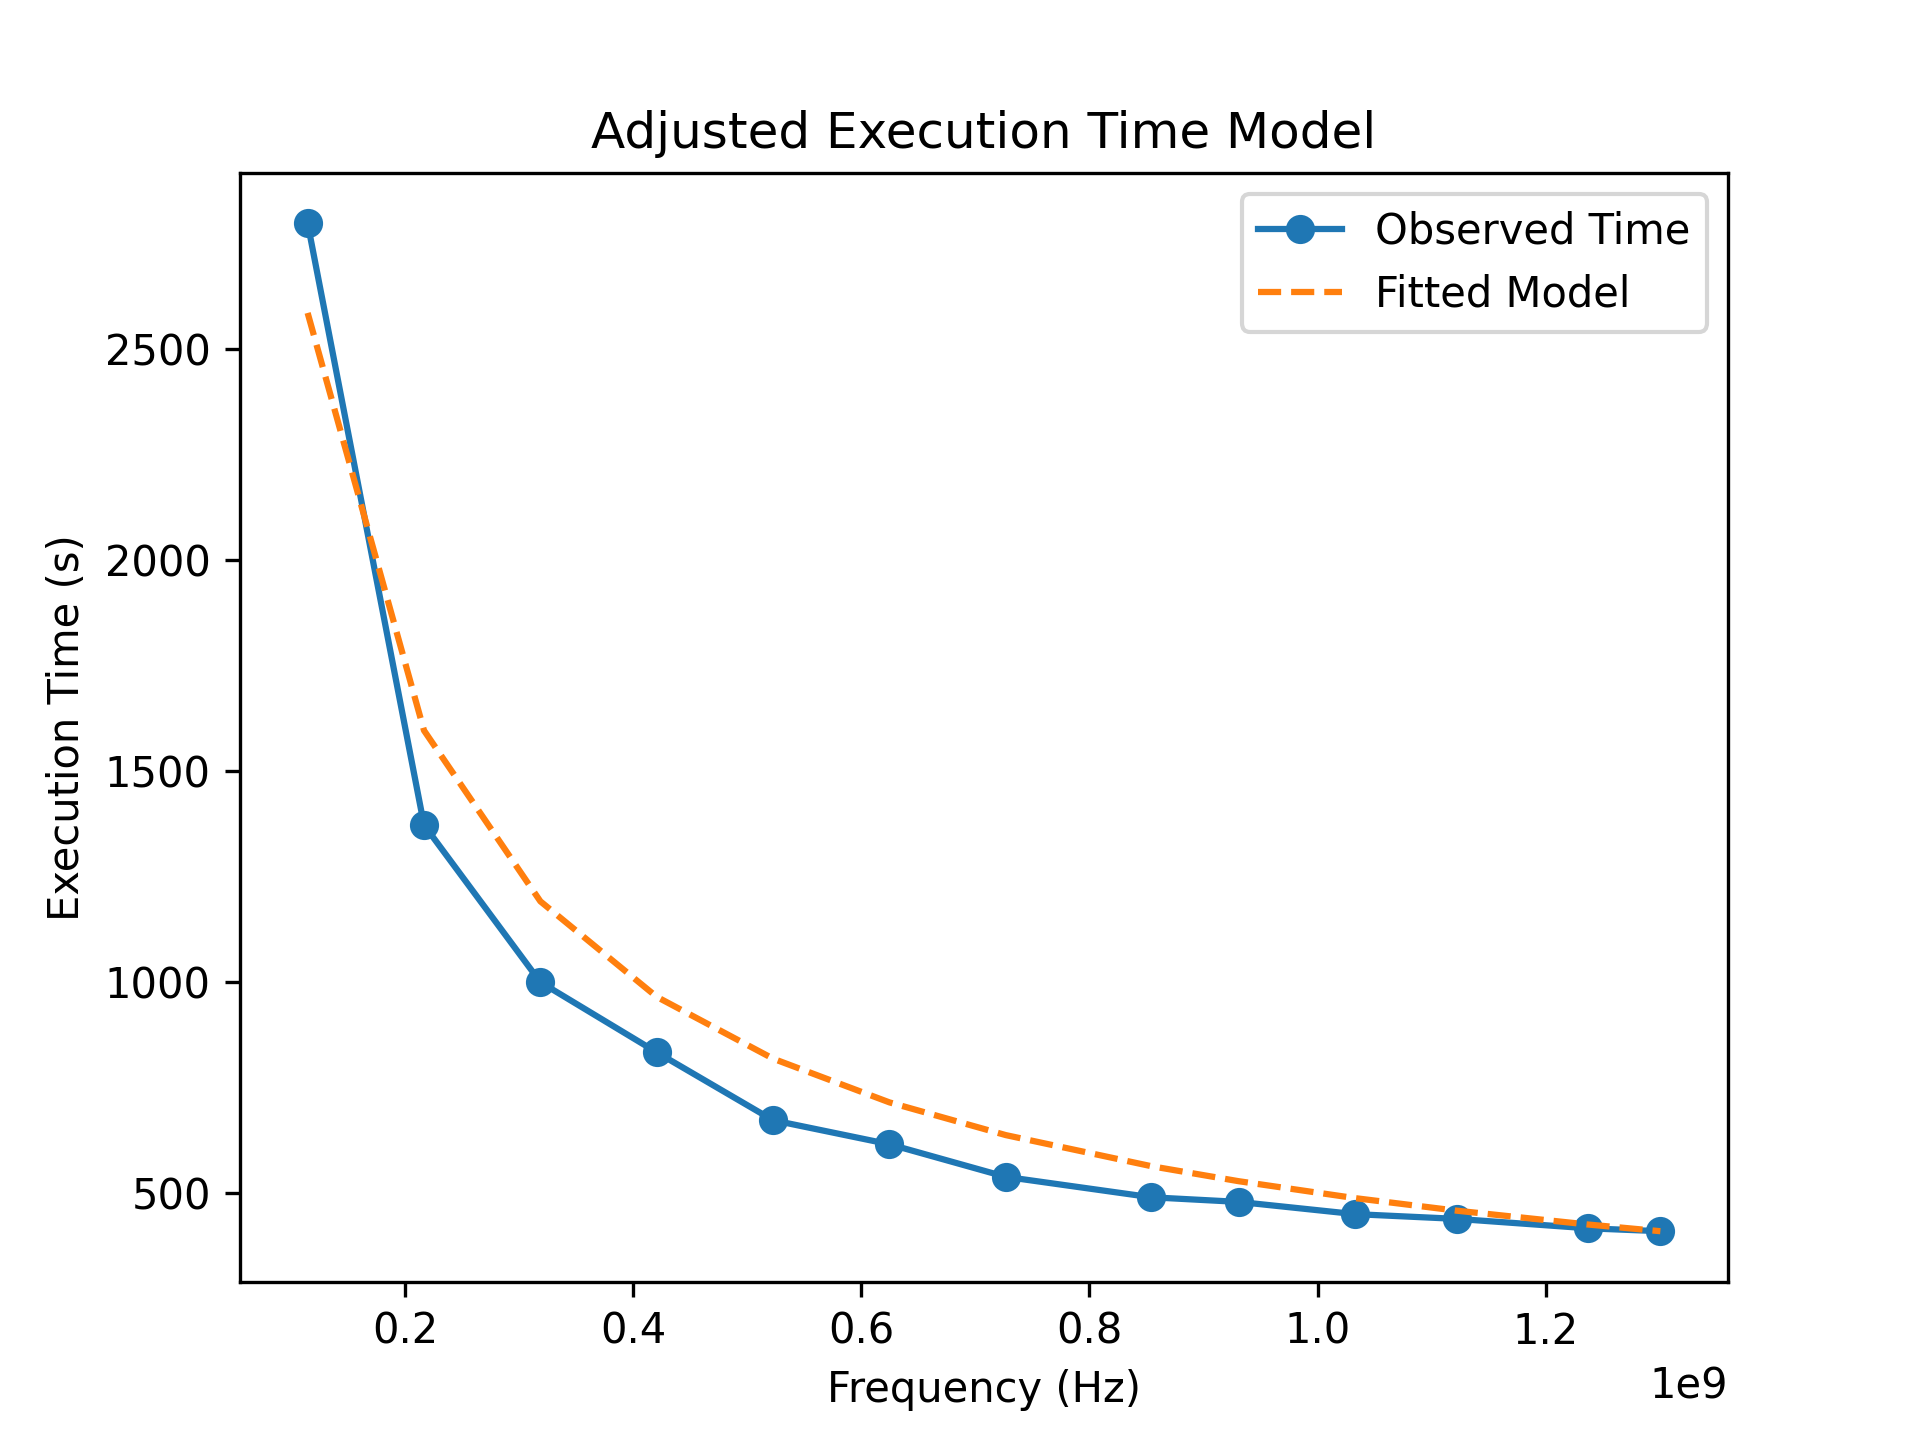 Adjusted Execution Time Model
Observed Time
Fitted Model
Execution Time (s)
2500
2000
1500
1000
500
0.2 0.4 0.6 0.8 1.0 1.2
1e9
Frequency (Hz)